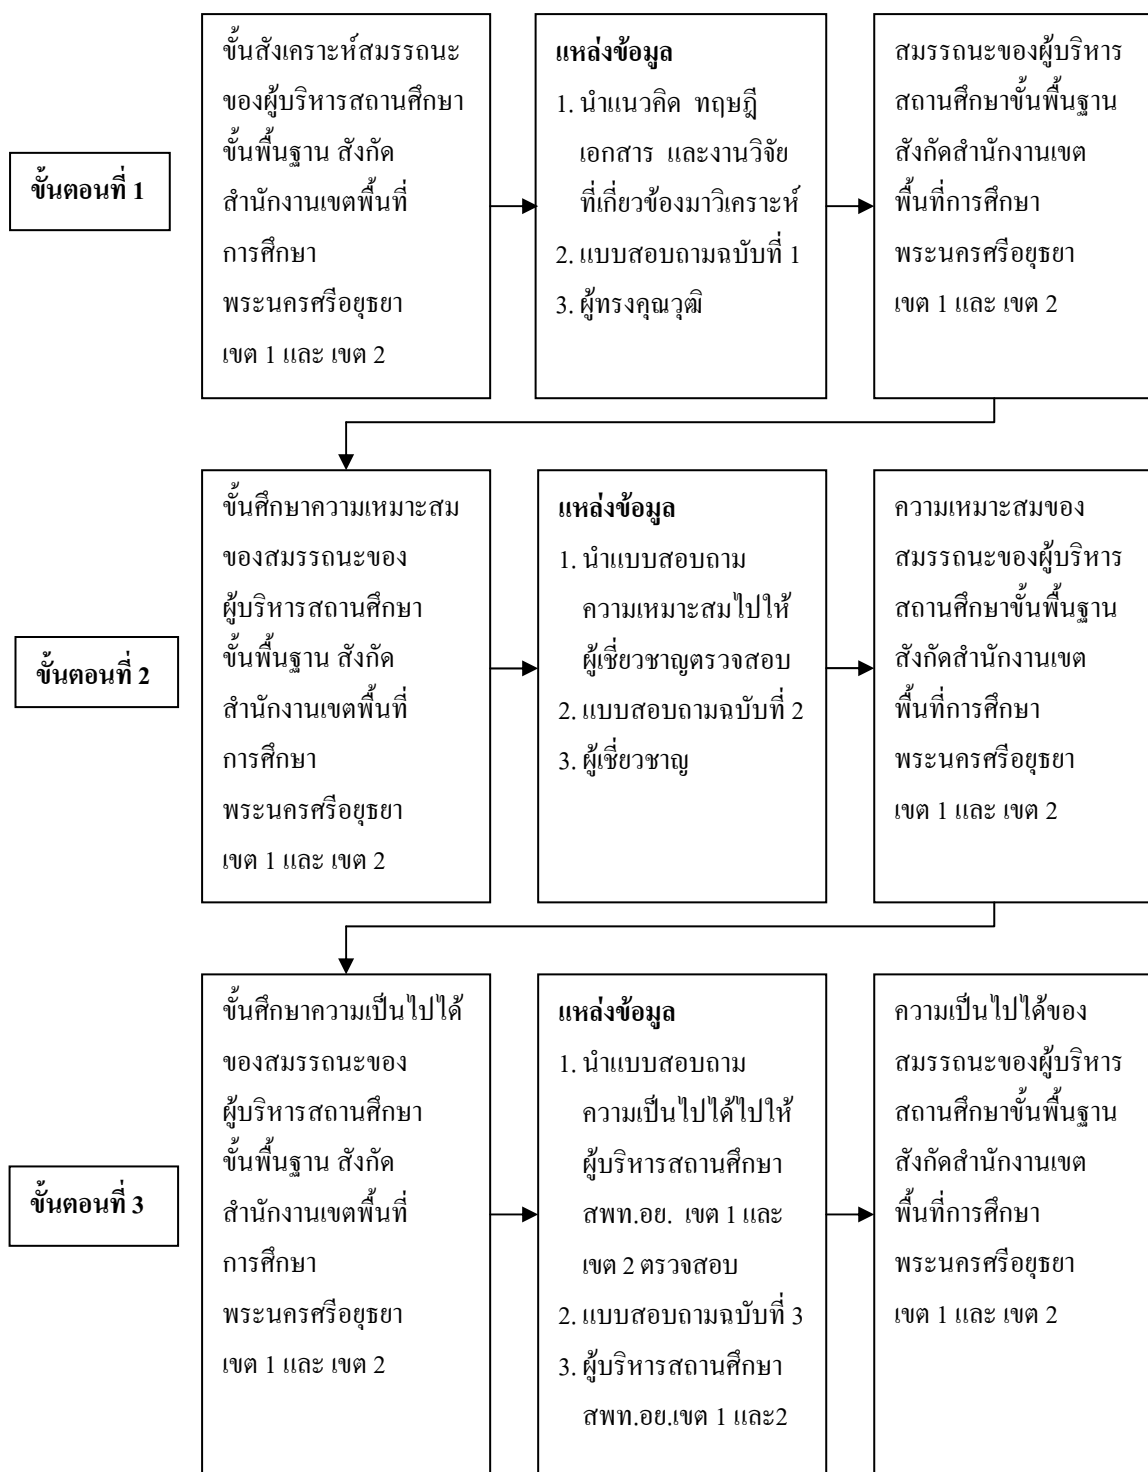 ขั้นตอนที่ 1
ขั้นสังเคราะห์สมรรถนะ
ของผู้บริหารสถานศึกษา
ขั้นพื้นฐาน สังกัด
สำนักงานเขตพื้นที่
การศึกษา
พระนครศรีอยุธยา
เขต 1 และ เขต 2
แหล่งข้อมูล
1. นำแนวคิด ทฤษฎี
เอกสาร และงานวิจัย
ที่เกี่ยวข้องมาวิเคราะห์
2. แบบสอบถามฉบับที่ 1
3. ผู้ทรงคุณวุฒิ
สมรรถนะของผู้บริหาร
สถานศึกษาขั้นพื้นฐาน
สังกัดสำนักงานเขต
พื้นที่การศึกษา
พระนครศรีอยุธยา
เขต 1 และ เขต 2
ขั้นตอนที่ 2
ขั้นศึกษาความเหมาะสม
ของสมรรถนะของ
ผู้บริหารสถานศึกษา
ขั้นพื้นฐาน สังกัด
สำนักงานเขตพื้นที่
การศึกษา
พระนครศรีอยุธยา
เขต 1 และ เขต 2
แหล่งข้อมูล
1. นำแบบสอบถาม
ความเหมาะสมไปให้
ผู้เชี่ยวชาญตรวจสอบ
2. แบบสอบถามฉบับที่ 2
3. ผู้เชี่ยวชาญ
ความเหมาะสมของ
สมรรถนะของผู้บริหาร
สถานศึกษาขั้นพื้นฐาน
สังกัดสำนักงานเขต
พื้นที่การศึกษา
พระนครศรีอยุธยา
เขต 1 และ เขต 2
ขั้นตอนที่ 3
ขั้นศึกษาความเป็นไปได้
ของสมรรถนะของ
ผู้บริหารสถานศึกษา
ขั้นพื้นฐาน สังกัด
สำนักงานเขตพื้นที่
การศึกษา
พระนครศรีอยุธยา
เขต 1 และ เขต 2
แหล่งข้อมูล
1. นำแบบสอบถาม
ความเป็นไปได้ไปให้
ผู้บริหารสถานศึกษา
สพท.อย. เขต 1 และ
เขต 2 ตรวจสอบ
2. แบบสอบถามฉบับที่ 3
3. ผู้บริหารสถานศึกษา
สพท.อย.เขต 1 และ2
ความเป็นไปได้ของ
สมรรถนะของผู้บริหาร
สถานศึกษาขั้นพื้นฐาน
สังกัดสำนักงานเขต
พื้นที่การศึกษา
พระนครศรีอยุธยา
เขต 1 และ เขต 2